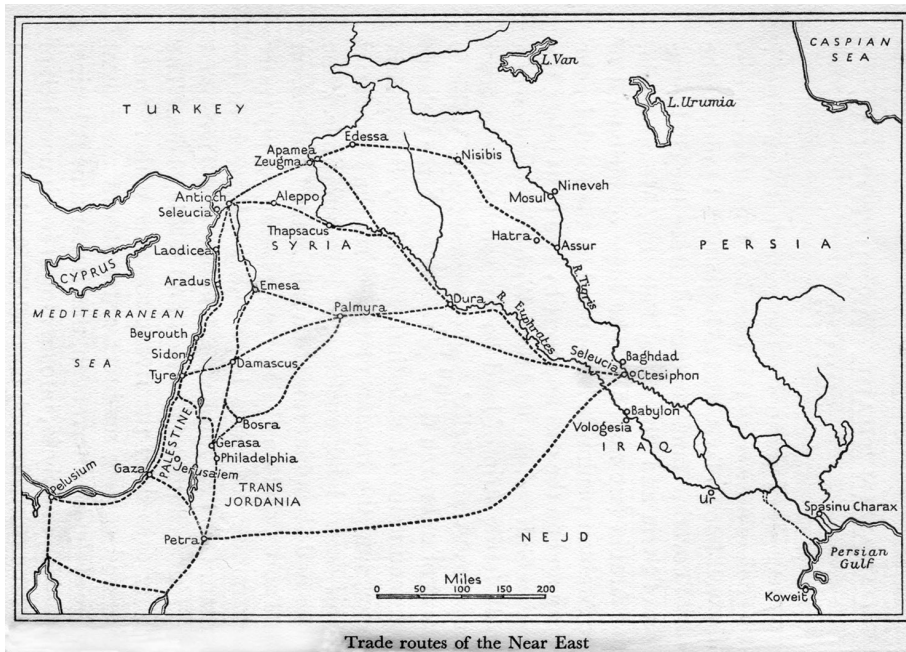 CASPIAN
SEA
L.Van
L.Urumia
TURKEY
Edessa
Apamea
Zeugma
Nisibis
Nineveh
Mosul
Antioch
Seleucia
Aleppo
Thapsacus
SYRIA
Hatra
Assur
PERSIA
Laodicea
CYPRUS
Aradus
Emesa
R. Tigris
MEDITERRANEAN
SEA
Palmyra
Dura
R. Euphrates
Beyrouth
Sidon
Tyre
Damascus
Seleucia
Baghdad
Ctesiphon
Bosra
Babylon
Vologesia
IRAQ
PALESTINE
Gerasa
Philadelphia
Jerusalem
Gaza
Pelusium
TRANS
JORDANIA
Ur
Spasinu Charax
Petra
NEJD
Persian
Gulf
Koweit
Miles
0 50 100 150 200
Trade routes of the Near East